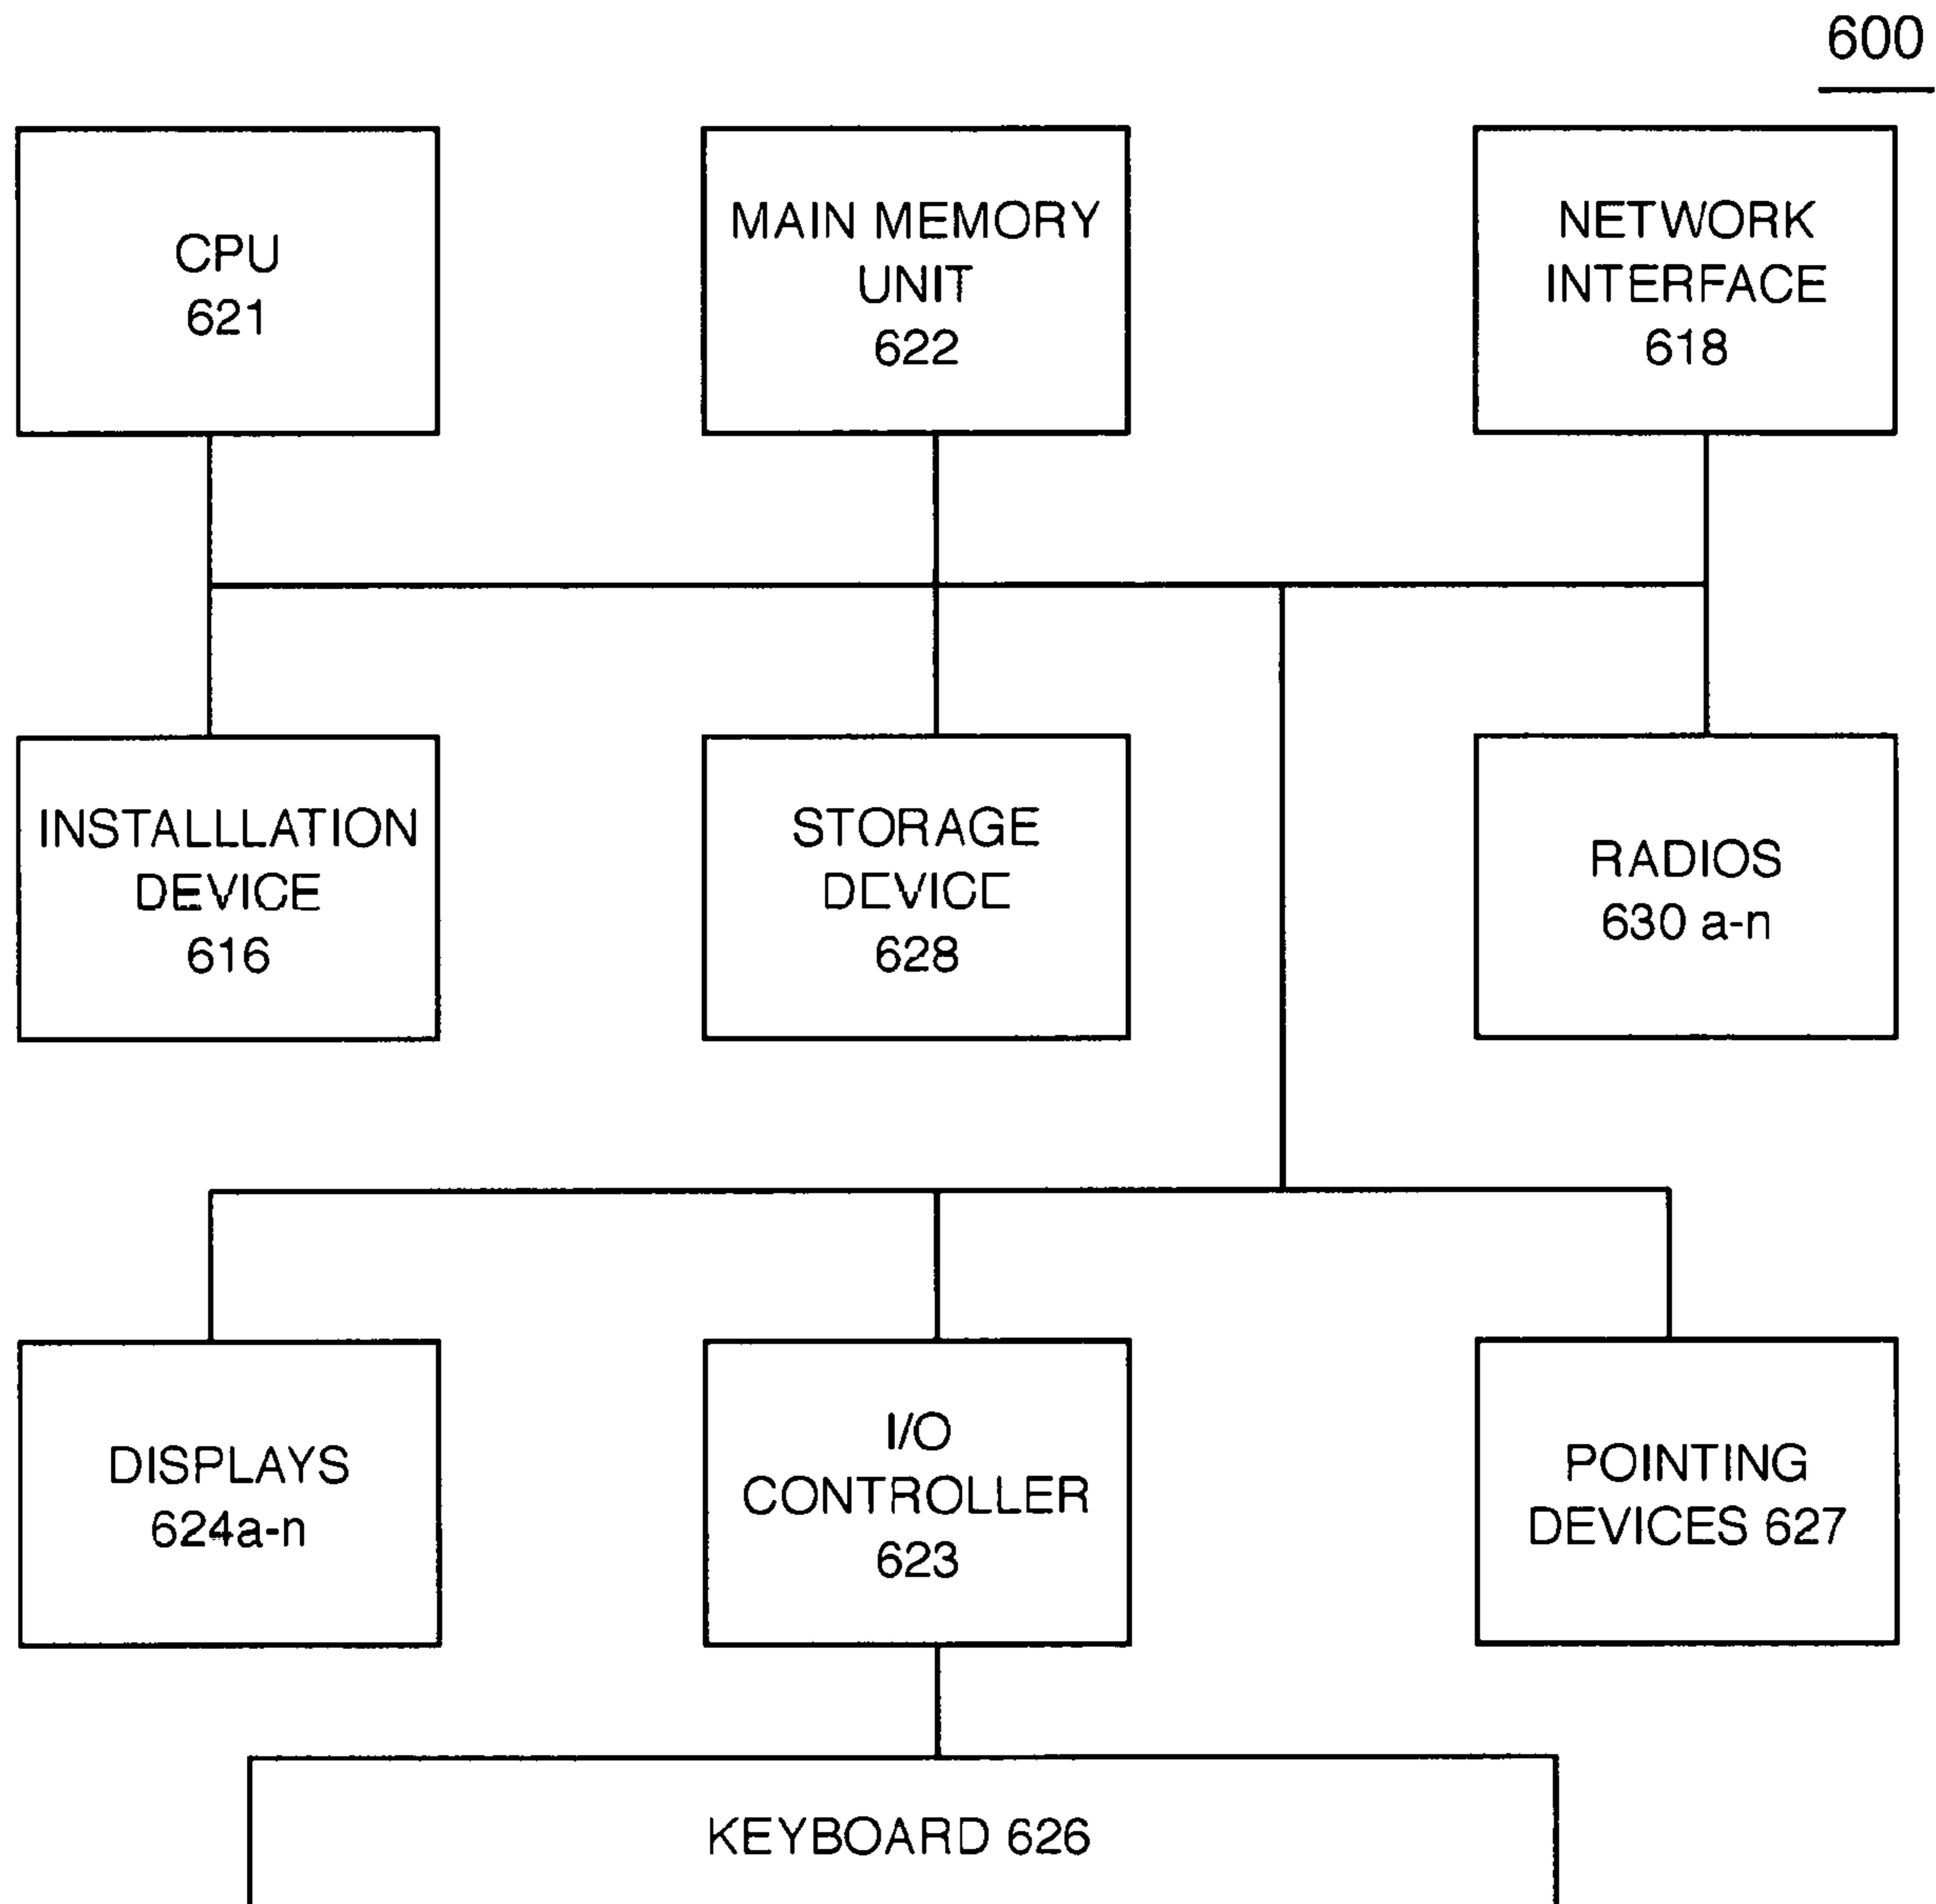 600
CPU
621
MAIN MEMORY
UNIT
622
NETWORK
INTERFACE
618
INSTALLLATION
DEVICE
616
STORAGE
DEVICE
628
RADIOS
630 a-n
DISPLAYS
624a-n
I/O
CONTROLLER
623
POINTING
DEVICES 627
KEYBOARD 626